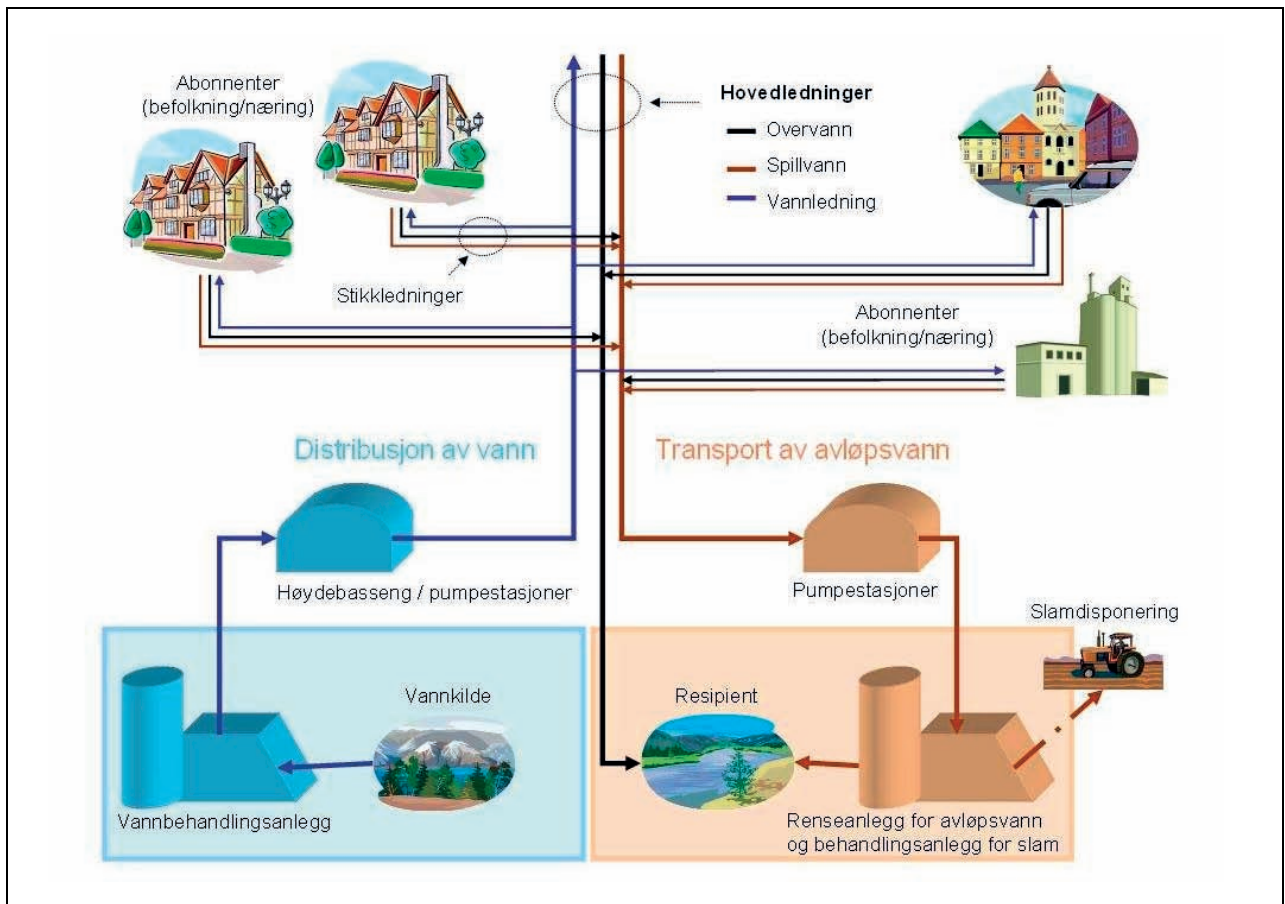 Abonnenter
(befolkning/næring)
Hovedledninger
Overvann
Spillvann
Vannledning
Stikkledninger
Abonnenter
(befolkning/næring)
Distribusjon av vann
Transport av avløpsvann
Høydebasseng / pumpestasjoner
Pumpestasjoner
Slamdisponering
Vannkilde
Resipient
Vannbehandlingsanlegg
Renseanlegg for avløpsvann
og behandlingsanlegg for slam